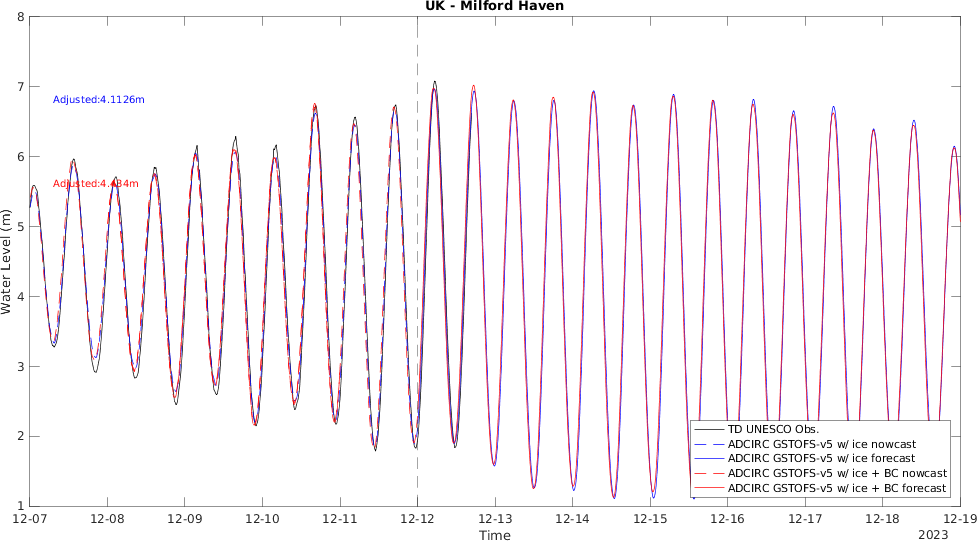 UK - Milford Haven
8
7
6
5
4
3
2
1
Water Level (m)
Adjusted:4.1126m
Adjusted:4.434m
TD UNESCO Obs.
ADCIRC GSTOFS-v5 w/ ice nowcast
ADCIRC GSTOFS-v5 w/ ice forecast
ADCIRC GSTOFS-v5 w/ ice + BC nowcast
ADCIRC GSTOFS-v5 w/ ice + BC forecast
12-07 12-08 12-09 12-10 12-11 12-12 12-13 12-14 12-15 12-16 12-17 12-18 12-19
Time
2023